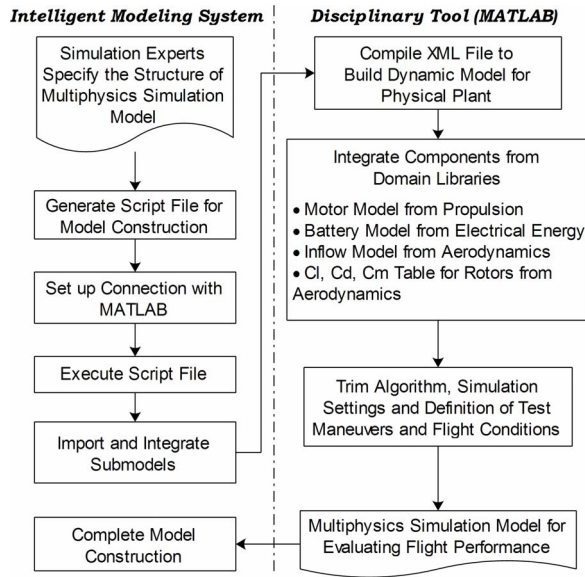 Intelligent Modeling System
Simulation Experts
Specify the Structure of
Multiphysics Simulation
Model
Generate Script File for
Model Construction
Set up Connection with
MATLAB
Execute Script File
Import and Integrate
Submodels
Complete Model
Construction
Disciplinary Tool (MATLAB)
Compile XML File to
Build Dynamic Model for
Physical Plant
Integrate Components from
Domain Libraries
• Motor Model from Propulsion
• Battery Model from Electrical Energy
• Inflow Model from Aerodynamics
• Cl, Cd, Cm Table for Rotors from
Aerodynamics
Trim Algorithm, Simulation
Settings and Definition of Test
Maneuvers and Flight Conditions
Multiphysics Simulation Model for
Evaluating Flight Performance